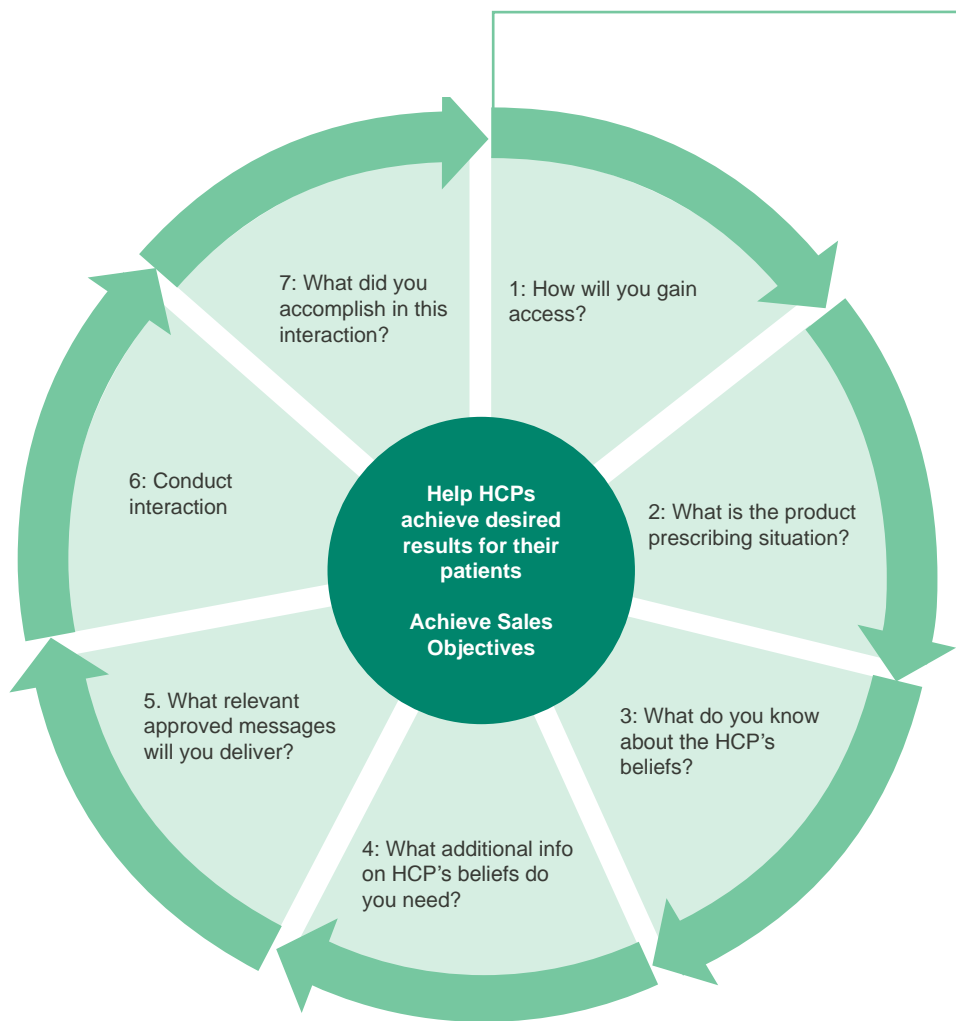 1: How will you gain
access?
2: What is the product
prescribing situation?
3: What do you know
about the HCP's
beliefs?
4: What additional info
on HCP's beliefs do
you need?
5. What relevant
approved messages
will you deliver?
6: Conduct
interaction
7: What did you
accomplish in this
interaction?
Help HCPs
achieve desired
results for their
patients
Achieve Sales
Objectives